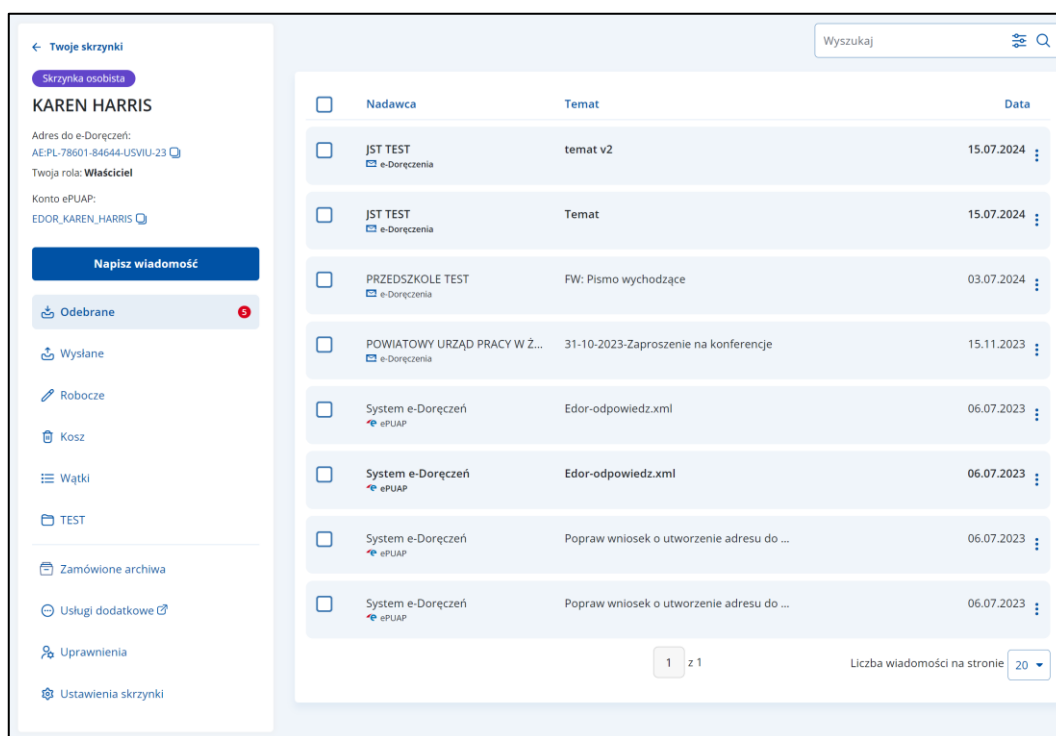 ← Twoje skrzynki
Skrzynka osobista
KAREN HARRIS
Adres do e-Doręczeń:
AE:PL-78601-84644-USVIU-23
Twoja rola: Właściciel
Konto ePUAP:
EDOR_KAREN_HARRIS
Napisz wiadomość
Odebrane 5
Wysłane
Robocze
Kosz
Wątki
TEST
Zamówione archiwa
Usługi dodatkowe
Uprawnienia
Ustawienia skrzynki
Wyszukaj
Nadawca Temat Data
JST TEST temat v2 15.07.2024
e-Doręczenia
JST TEST Temat 15.07.2024
e-Doręczenia
PRZEDSZKOLE TEST FW: Pismo wychodzące 03.07.2024
e-Doręczenia
POWIATOWY URZĄD PRACY W Ż... 31-10-2023-Zaproszenie na konferencje 15.11.2023
e-Doręczenia
System e-Doręczeń Edor-odpowiedz.xml 06.07.2023
ePUAP
System e-Doręczeń Edor-odpowiedz.xml 06.07.2023
ePUAP
System e-Doręczeń Popraw wniosek o utworzenie adresu do ... 06.07.2023
ePUAP
System e-Doręczeń Popraw wniosek o utworzenie adresu do ... 06.07.2023
ePUAP
1 z 1 Liczba wiadomości na stronie 20